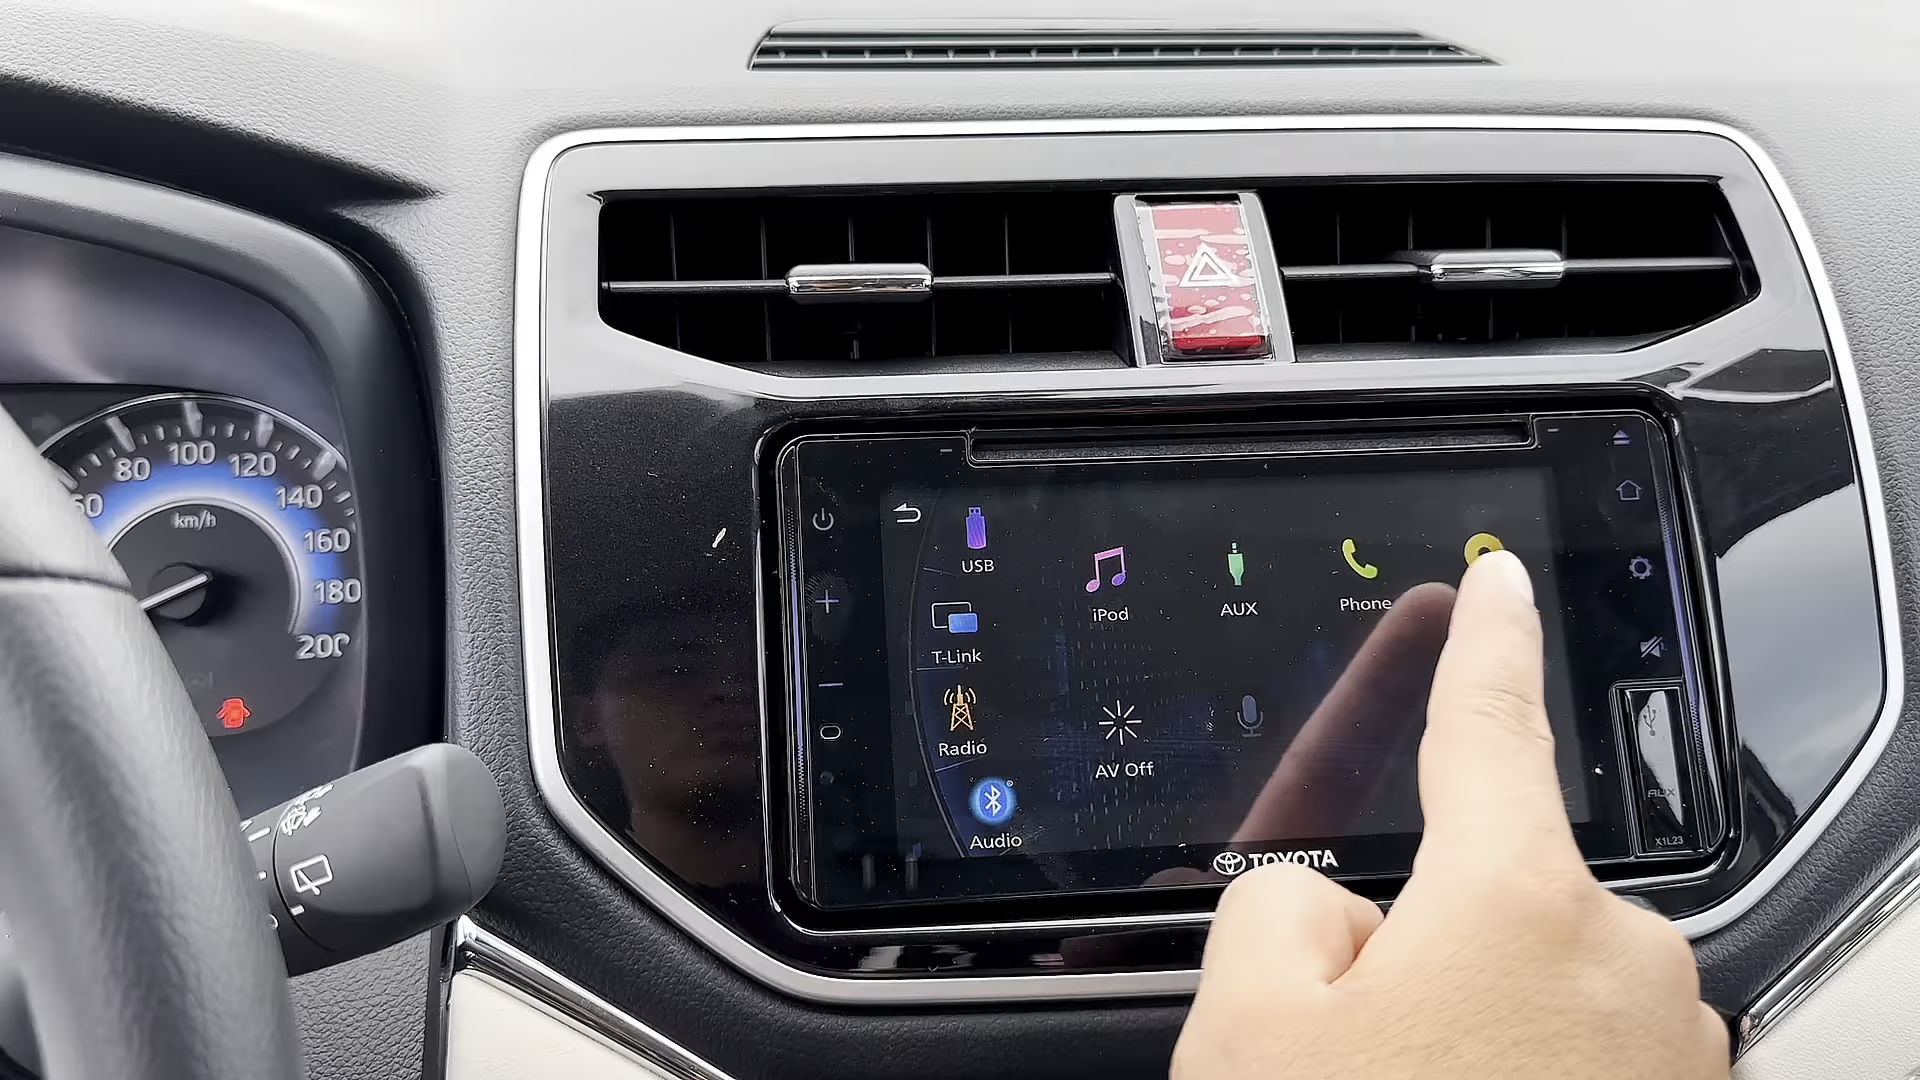 80
100
120
140
km/h
160
180
200
USB
iPod
AUX
Phone
T-Link
Radio
AV Off
Audio
TOYOTA
AUX
X1L23